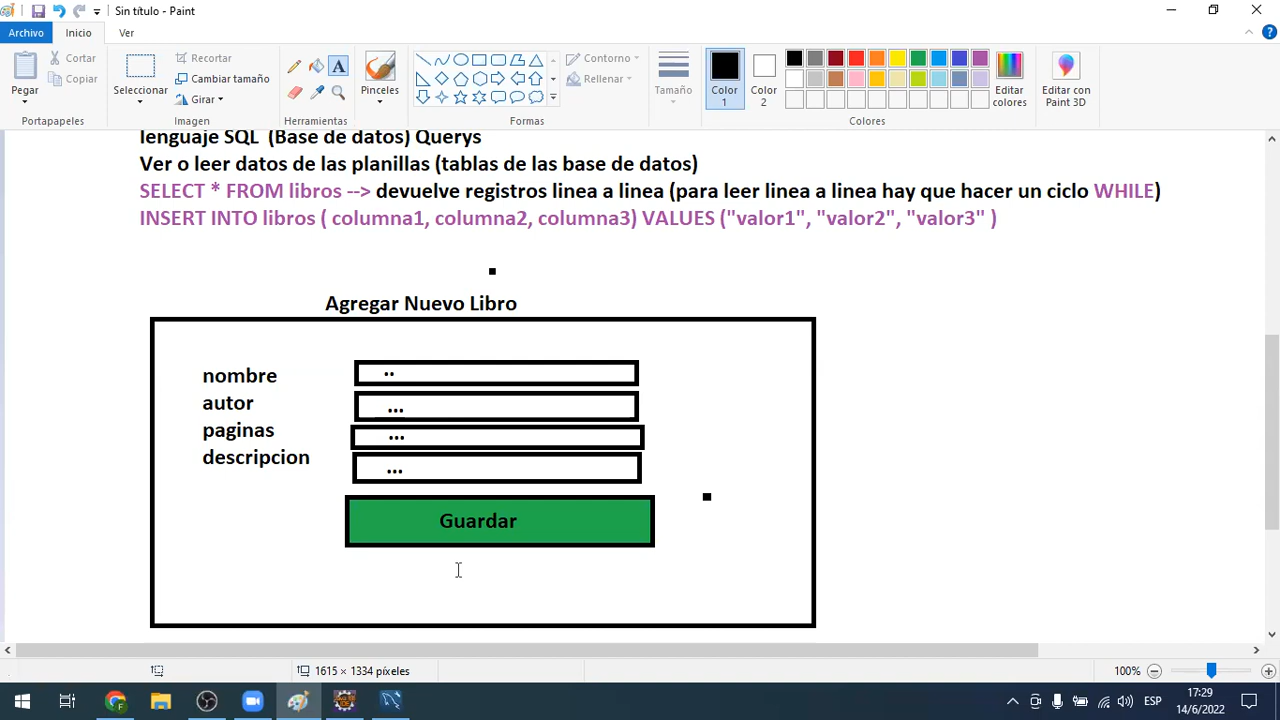 Sin título - Paint
Archivo Inicio Ver
Pegar
Cortar
Copiar
Portapapeles
Seleccionar
Recortar
Cambiar tamaño
Girar
Imagen
A
Herramientas
Pinceles
Contorno
Rellenar
Formas
Tamaño
Color
1
Color
2
Editar
colores
Colores
Editar con
Paint 3D
lenguaje SQL (Base de datos) Querys
Ver o leer datos de las planillas (tablas de las base de datos)
SELECT * FROM libros --> devuelve registros linea a linea (para leer linea a linea hay que hacer un ciclo WHILE)
INSERT INTO libros ( columna1, columna2, columna3) VALUES ("valor1", "valor2", "valor3" )
Agregar Nuevo Libro
nombre ..
autor ...
paginas ...
descripcion ...
Guardar
1615 × 1334 píxeles
100%
ESP
17:29
14/6/2022